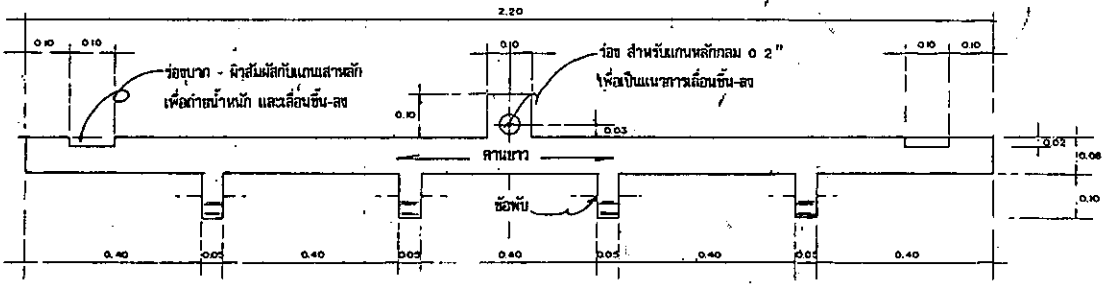 2.20
0.10 0.10 0.10 0.10 0.10
ร่องบาก - ผิวสัมผัสกับแกนเสาหลัก
เพื่อถ่ายน้ำหนัก และเลื่อนขึ้น-ลง
ร่อง สำหรับแกนหลักกลม 0 2"
เพื่อเป็นแนวการเลื่อนขึ้น-ลง
0.10
0.03
คานยาว
0.02
0.08
0.10
ข้อพับ
0.40 0.05 0.40 0.05 0.40 0.05 0.40 0.05 0.40